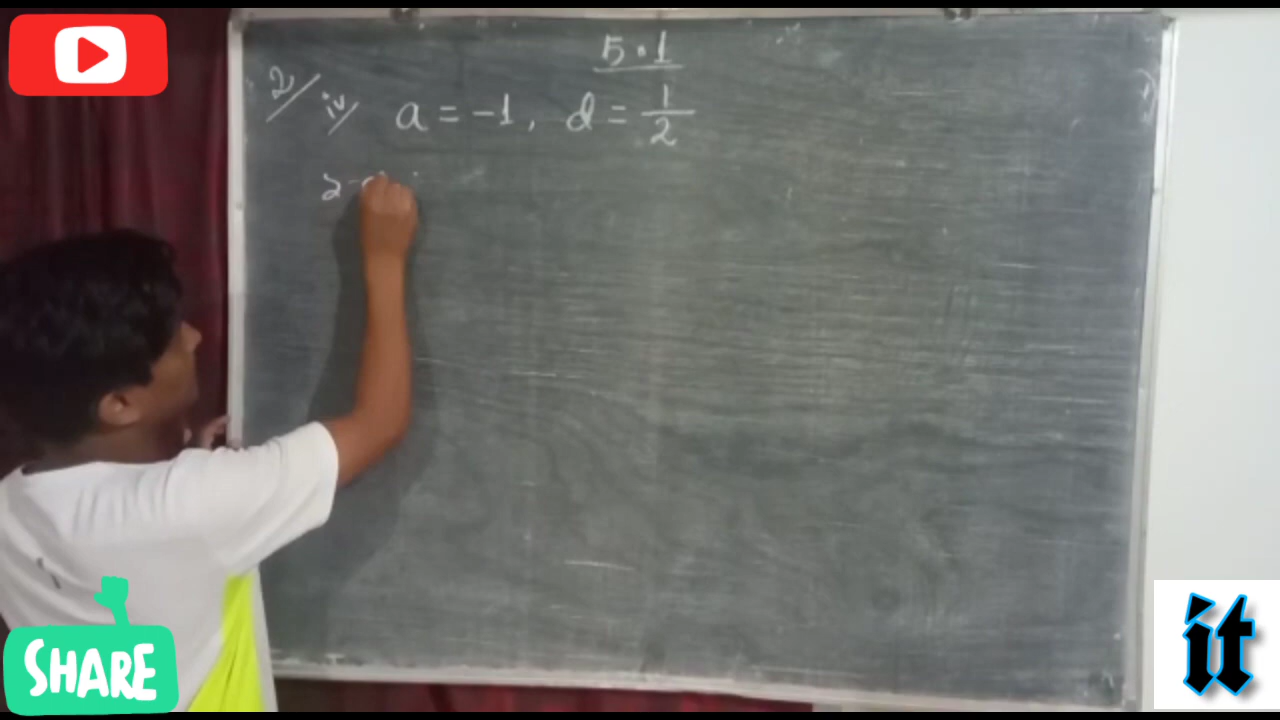 5.1
2/ iv/ a = -1, d = 1/2
SHARE
it